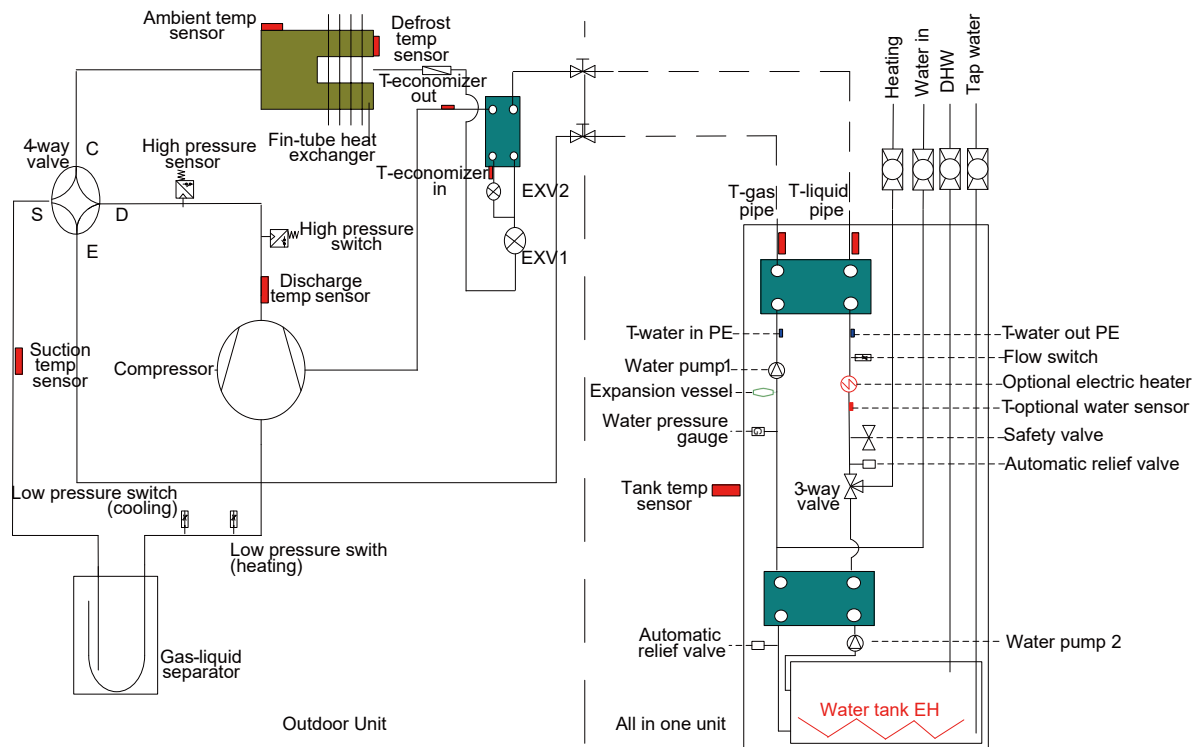 Ambient temp
sensor
Defrost
temp
sensor
T-economizer
out
Fin-tube heat
exchanger
4-way
valve
C
High pressure
sensor
S
D
E
T-economizer
in
EXV2
EXV1
High pressure
switch
Discharge
temp sensor
Suction
temp
sensor
Compressor
Low pressure switch
(cooling)
Low pressure swith
(heating)
Gas-liquid
separator
Outdoor Unit
Heating
Water in
DHW
Tap water
T-gas
pipe
T-liquid
pipe
T-water in PE
T-water out PE
Flow switch
Water pump1
Optional electric heater
Expansion vessel
T-optional water sensor
Water pressure
gauge
Safety valve
Automatic relief valve
Tank temp
sensor
3-way
valve
Automatic
relief valve
Water pump 2
Water tank EH
All in one unit